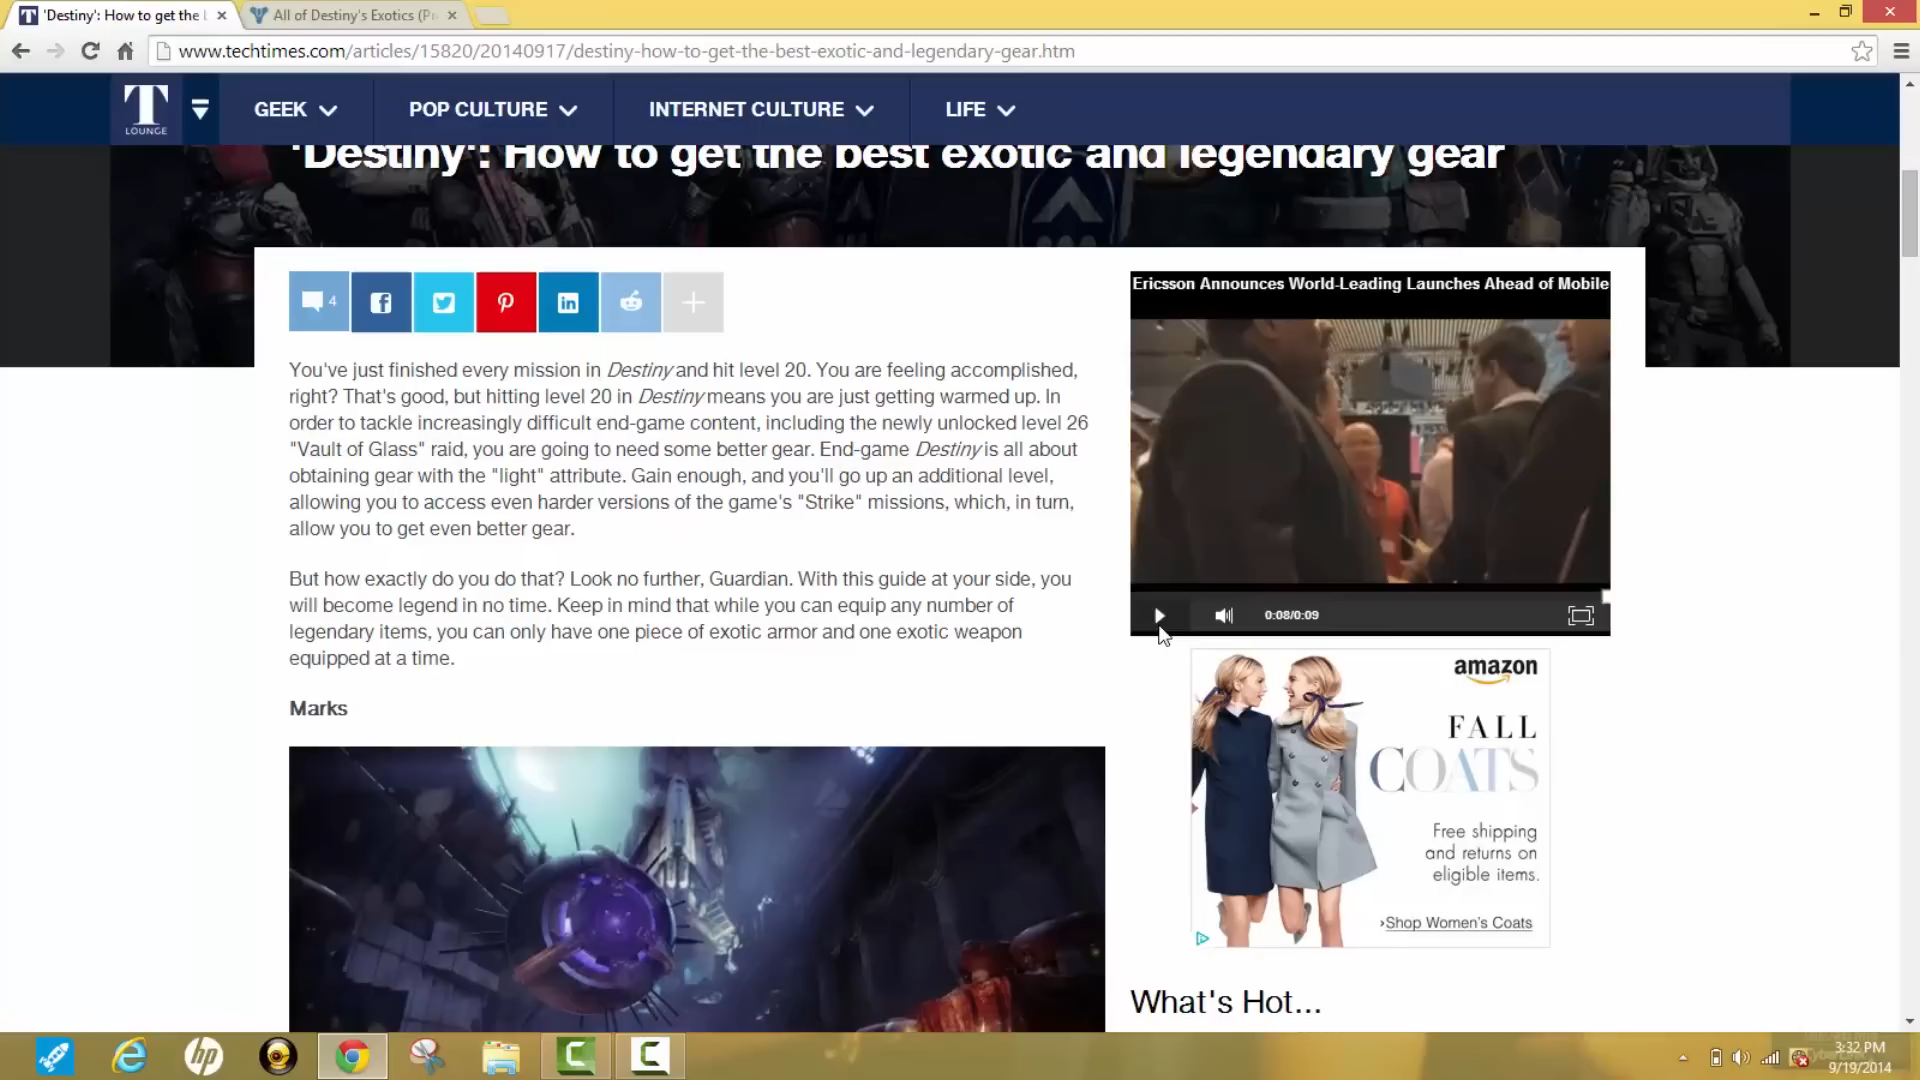 'Destiny': How to get the
All of Destiny's Exotics (P
www.techtimes.com/articles/15820/20140917/destiny-how-to-get-the-best-exotic-and-legendary-gear.htm
T
LOUNGE
GEEK
POP CULTURE
INTERNET CULTURE
LIFE
'Destiny': How to get the best exotic and legendary gear
4
Ericsson Announces World-Leading Launches Ahead of Mobile
You've just finished every mission in Destiny and hit level 20. You are feeling accomplished,
right? That's good, but hitting level 20 in Destiny means you are just getting warmed up. In
order to tackle increasingly difficult end-game content, including the newly unlocked level 26
"Vault of Glass" raid, you are going to need some better gear. End-game Destiny is all about
obtaining gear with the "light" attribute. Gain enough, and you'll go up an additional level,
allowing you to access even harder versions of the game's "Strike" missions, which, in turn,
allow you to get even better gear.
But how exactly do you do that? Look no further, Guardian. With this guide at your side, you
will become legend in no time. Keep in mind that while you can equip any number of
legendary items, you can only have one piece of exotic armor and one exotic weapon
equipped at a time.
Marks
0:08/0:09
amazon
FALL
COATS
Free shipping
and returns on
eligible items.
›Shop Women's Coats
What's Hot...
3:32 PM
9/19/2014